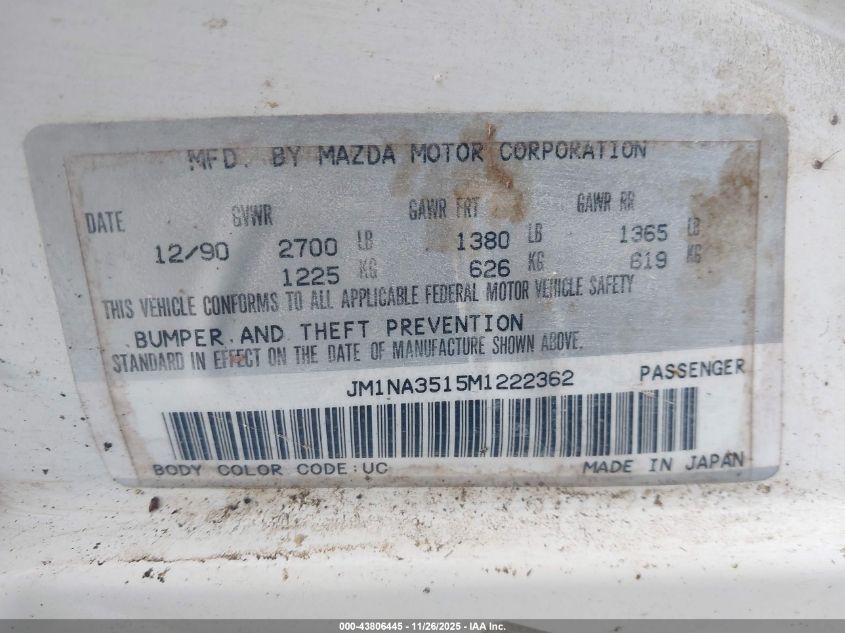 MFD. BY MAZDA MOTOR CORPORATION
DATE GVWR GAWR FRT GAWR RR
12/90 2700 LB 1380 LB 1365 LB
1225 KG 626 KG 619 KG
THIS VEHICLE CONFORMS TO ALL APPLICABLE FEDERAL MOTOR VEHICLE SAFETY
BUMPER AND THEFT PREVENTION
STANDARD IN EFFECT ON THE DATE OF MANUFACTURE SHOWN ABOVE.
JM1NA3515M1222362 PASSENGER
BODY COLOR CODE:UC MADE IN JAPAN
000-43806445 - 11/26/2025 - IAA Inc.